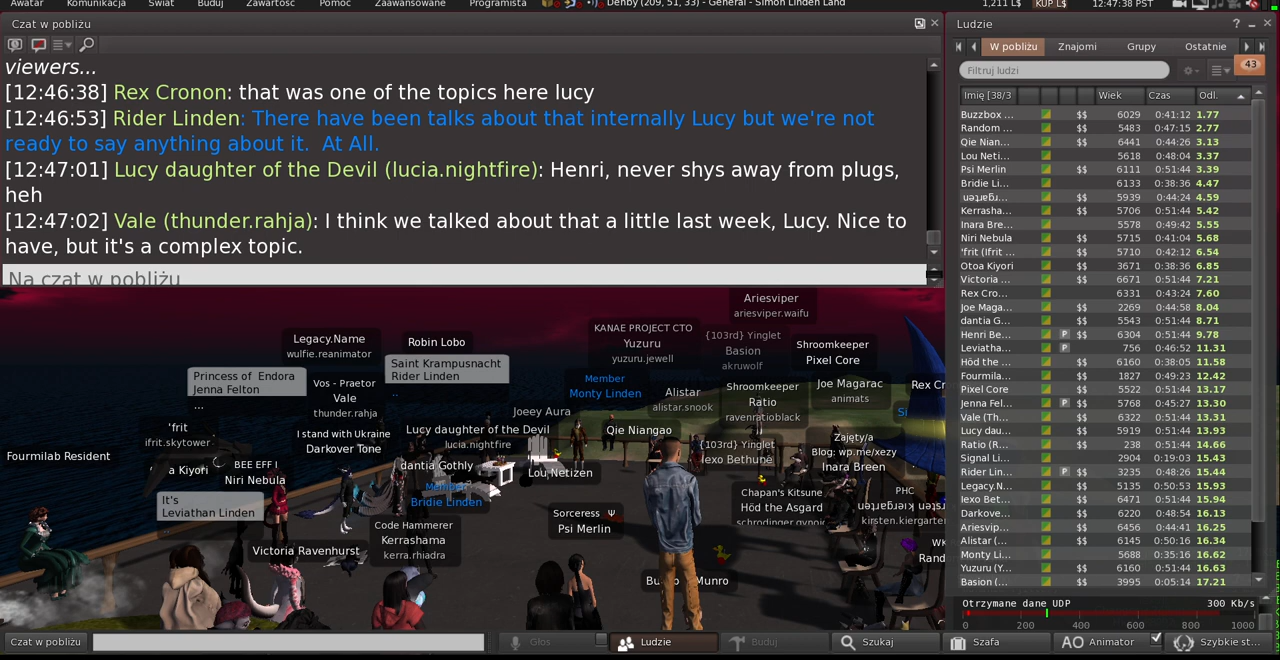 Awatar Komunikacja Świat Buduj Zawartość Pomoc Zaawansowane Programista Denby (209, 51, 33) - General - Simon Linden Land 1,211 L$ KUP L$ 12:47:38 PST
Czat w pobliżu
viewers...
[12:46:38] Rex Cronon: that was one of the topics here lucy
[12:46:53] Rider Linden: There have been talks about that internally Lucy but we're not
ready to say anything about it. At All.
[12:47:01] Lucy daughter of the Devil (lucia.nightfire): Henri, never shys away from plugs,
heh
[12:47:02] Vale (thunder.rahja): I think we talked about that a little last week, Lucy. Nice to
have, but it's a complex topic.
Na czat w pobliżu
Ariesviper
ariesviper.waifu
Legacy.Name
wulfie.reanimator
Robin Lobo
KANAE PROJECT CTO
Yuzuru
yuzuru.jewell
{103rd} Yinglet
Basion
akruwolf
Shroomkeeper
Pixel Core
Saint Krampusnacht
Rider Linden
..
Princess of Endora
Jenna Felton
...
Vos - Praetor
Vale
thunder.rahja
Member
Monty Linden
Alistar
alistar.snook
Shroomkeeper
Ratio
ravenratioblack
Joe Magarac
animats
Rex Cr
Si
Joeey Aura
'frit
ifrit.skytower
I stand with Ukraine
Darkover Tone
Lucy daughter of the Devil
lucia.nightfire
Qie Niangao
{103rd} Yinglet
Iexo Bethune
Zajęty/a
Blog: wp.me/xezy
Inara Breen
Fourmilab Resident
a Kiyori
BEE EFF I
Niri Nebula
dantia Gothly
Lou Netizen
Member
Bridie Linden
It's
Leviathan Linden
Chapan's Kitsune
Höd the Asgard
schrodinger.gynoid
PHC
kirsten.kiergarten
Sorceress Ψ
Psi Merlin
Code Hammerer
Kerrashama
kerra.rhiadra
Victoria Ravenhurst
WK
Rand
Bu Munro
Czat w pobliżu Głos Ludzie Buduj Szukaj Szafa AO Animator Szybkie st...
Ludzie
W pobliżu Znajomi Grupy Ostatnie
Filtruj ludzi 43
Imię [38/3 Wiek Czas Odl.
Buzzbox ... $$ 6029 0:41:12 1.77
Random ... $$ 5483 0:47:15 2.77
Qie Nian... $$ 6441 0:44:26 3.13
Lou Neti... 5618 0:48:04 3.37
Psi Merlin $$ 6111 0:51:44 3.39
Bridie Li... 6133 0:38:36 4.47
$$ 5939 0:44:24 4.59
Kerrasha... $$ 5706 0:51:44 5.42
Inara Bre... 5578 0:49:42 5.55
Niri Nebula $$ 5715 0:41:04 5.68
'frit (Ifrit ... $$ 5710 0:42:12 6.54
Otoa Kiyori $$ 3671 0:38:36 6.85
Victoria ... $$ 6671 0:51:44 7.21
Rex Cro... 6331 0:43:24 7.60
Joe Maga... $$ 2269 0:44:58 8.04
dantia G... $$ 5543 0:51:44 8.71
Henri Be... P $$ 6304 0:51:44 9.78
Leviatha... P 756 0:46:52 11.31
Höd the ... $$ 6160 0:38:05 11.58
Fourmila... $$ 1827 0:49:23 12.42
Pixel Core $$ 5522 0:51:44 13.17
Jenna Fel... P $$ 5768 0:45:27 13.30
Vale (Th... $$ 6322 0:51:44 13.31
Lucy dau... $$ 5919 0:51:44 13.93
Ratio (R... $$ 238 0:51:44 14.66
Signal Li... 2904 0:19:03 15.43
Rider Lin... P $$ 3235 0:48:26 15.44
Legacy.N... $$ 5135 0:50:53 15.93
Iexo Bet... $$ 6471 0:51:44 15.94
Darkove... $$ 6220 0:48:54 16.13
Ariesvip... $$ 6456 0:44:41 16.25
Alistar (... $$ 6145 0:50:16 16.34
Monty Li... 5688 0:35:16 16.62
Yuzuru (Y... $$ 6160 0:51:44 16.63
Basion (... $$ 3995 0:05:14 17.21
Otrzymane dane UDP 300 Kb/s
0 200 400 600 800 1000